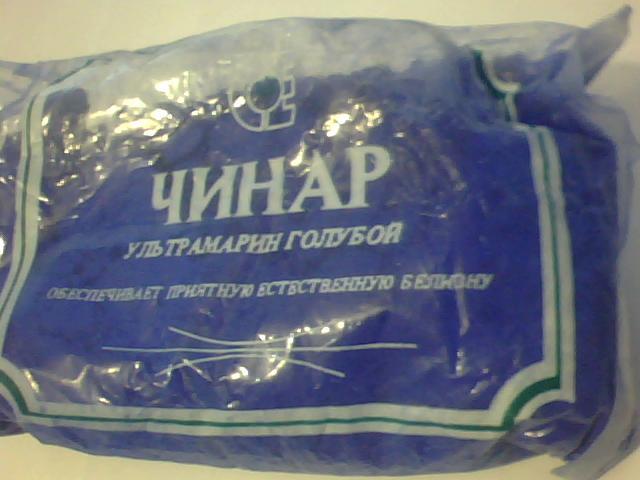 ЧИНАР
УЛЬТРАМАРИН ГОЛУБОЙ
ОБЕСПЕЧИВАЕТ ПРИЯТНУЮ ЕСТЕСТВЕННУЮ БЕЛИЗНУ